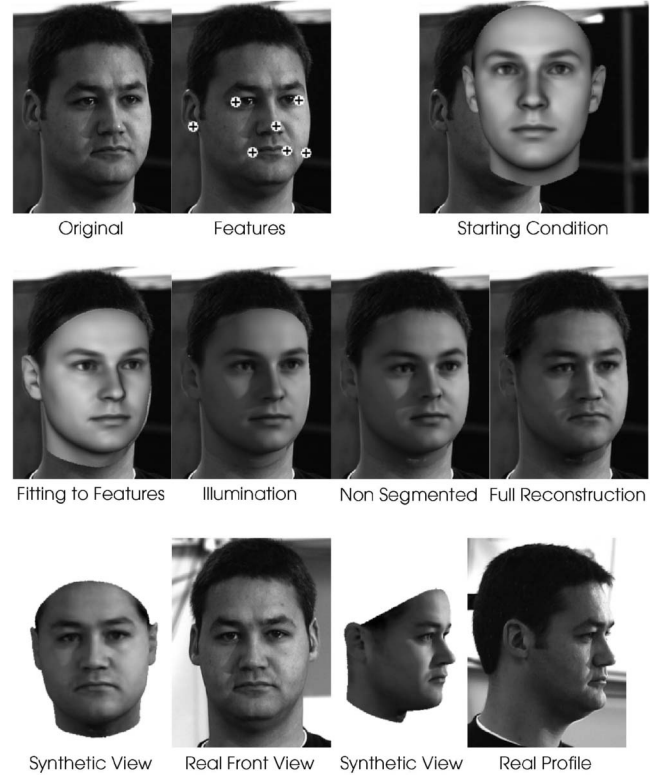 Original Features Starting Condition
Fitting to Features Illumination Non Segmented Full Reconstruction
Synthetic View Real Front View Synthetic View Real Profile